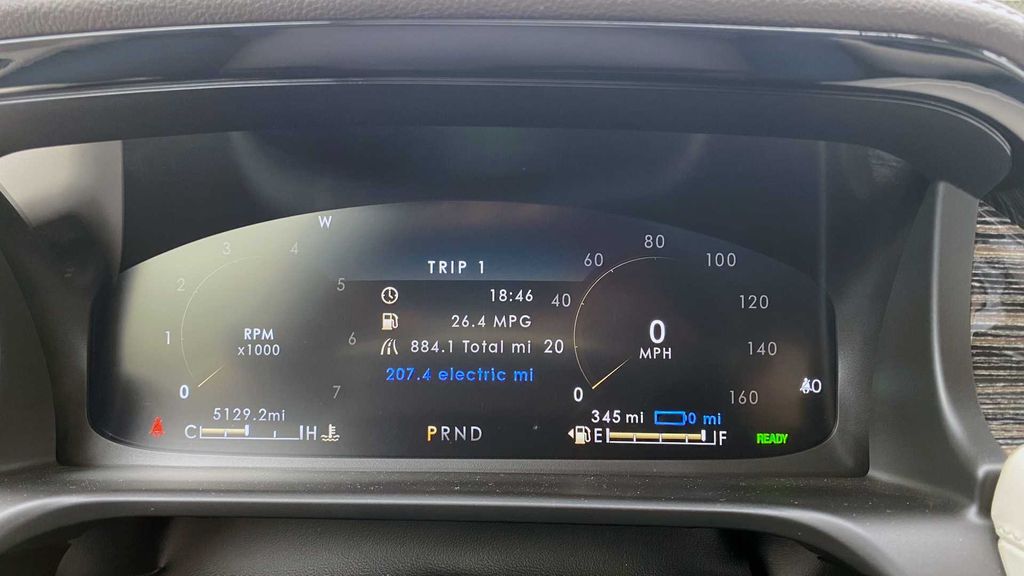 W
TRIP 1
18:46
26.4 MPG
884.1 Total mi
207.4 electric mi
0 1 2 3 4 5 6 7
RPM
x1000
0 20 40 60 80 100 120 140 160
0
MPH
5129.2mi
C H
PRND
345 mi 0 mi
E F
READY